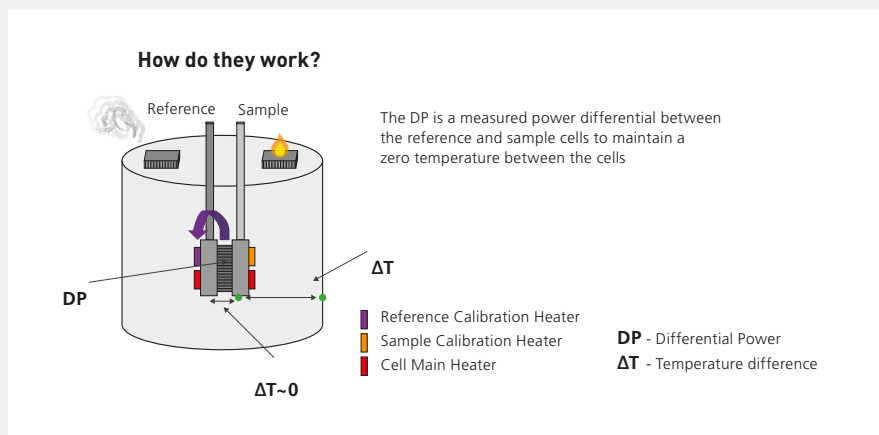 How do they work?
Reference
Sample
The DP is a measured power differential between
the reference and sample cells to maintain a
zero temperature between the cells
ΔT
DP
Reference Calibration Heater
Sample Calibration Heater
Cell Main Heater
DP - Differential Power
ΔT - Temperature difference
ΔT~0